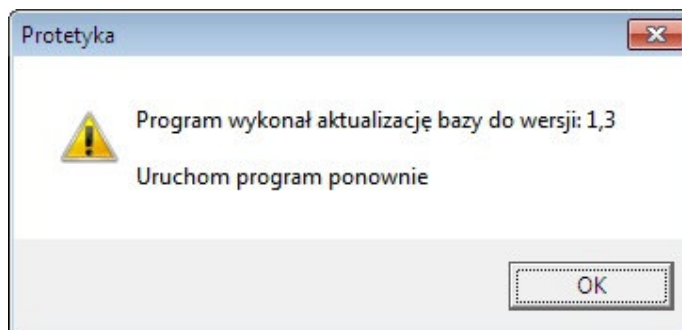 Protetyka
Program wykonał aktualizację bazy do wersji: 1,3
Uruchom program ponownie
OK